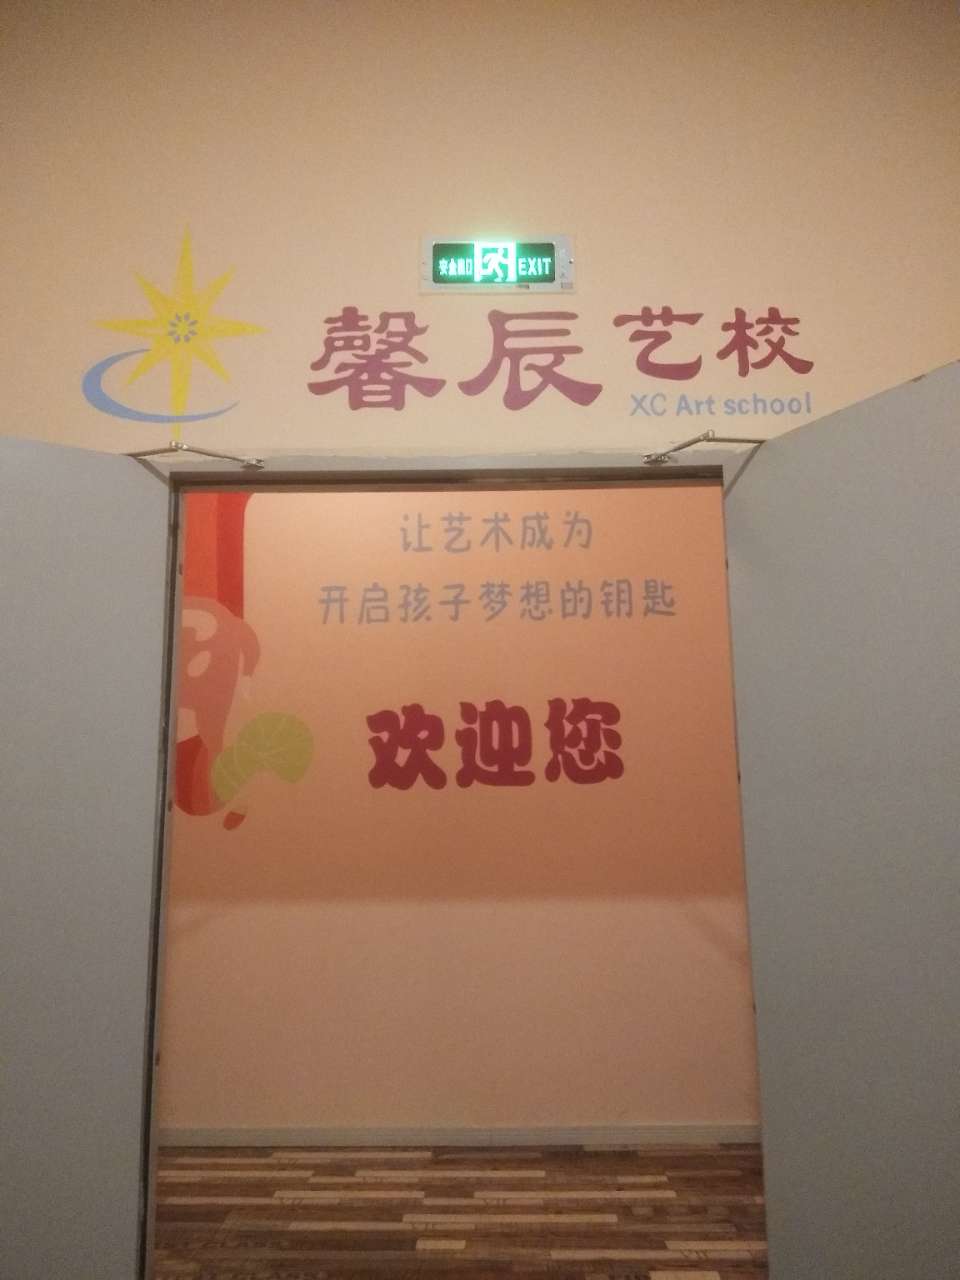 安全出口 EXIT
馨辰艺校
XC Art school
让艺术成为
开启孩子梦想的钥匙
欢迎您